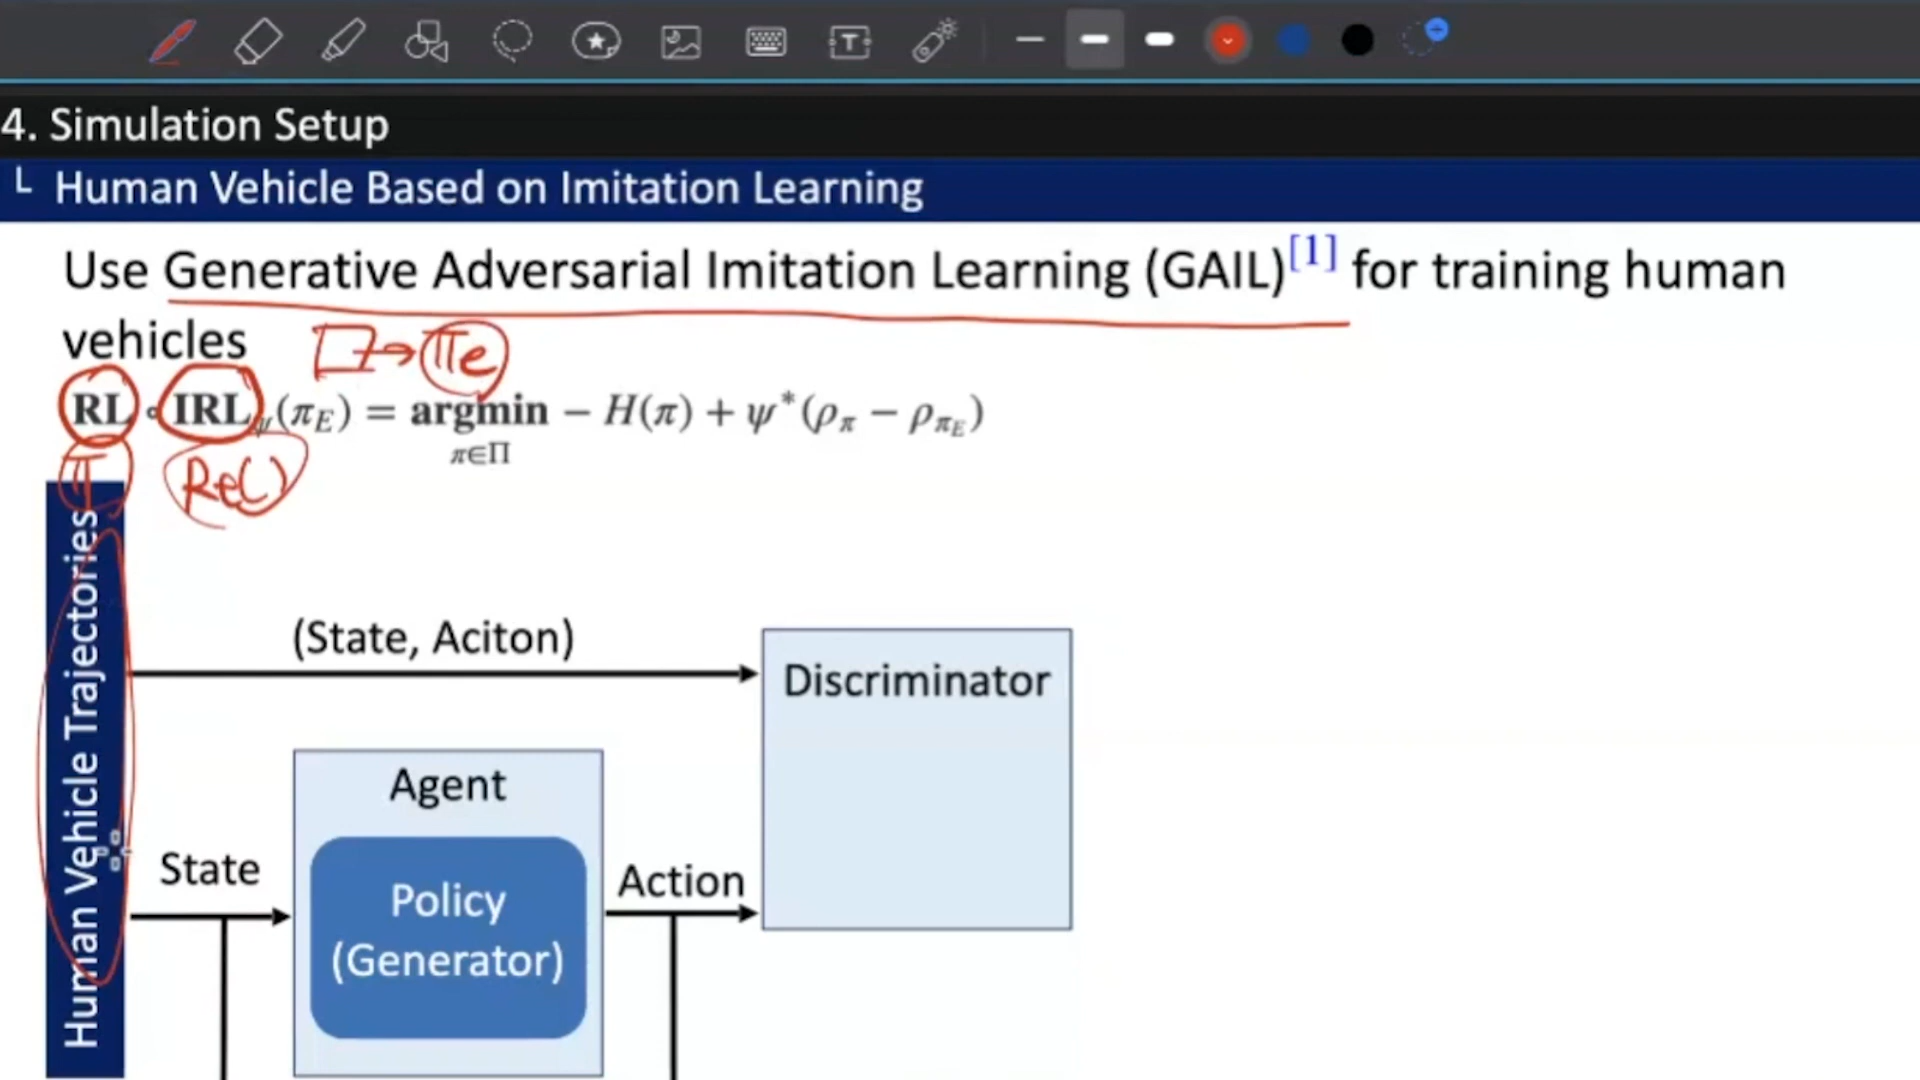 4. Simulation Setup
└ Human Vehicle Based on Imitation Learning
Use Generative Adversarial Imitation Learning (GAIL)[1] for training human
vehicles
→ πe
RL ∘ IRLψ(πE) = argmin − H(π) + ψ*(ρπ − ρπE)
π∈Π
π
Re()
Human Vehicle Trajectories
(State, Aciton)
Discriminator
Agent
State
Policy
(Generator)
Action